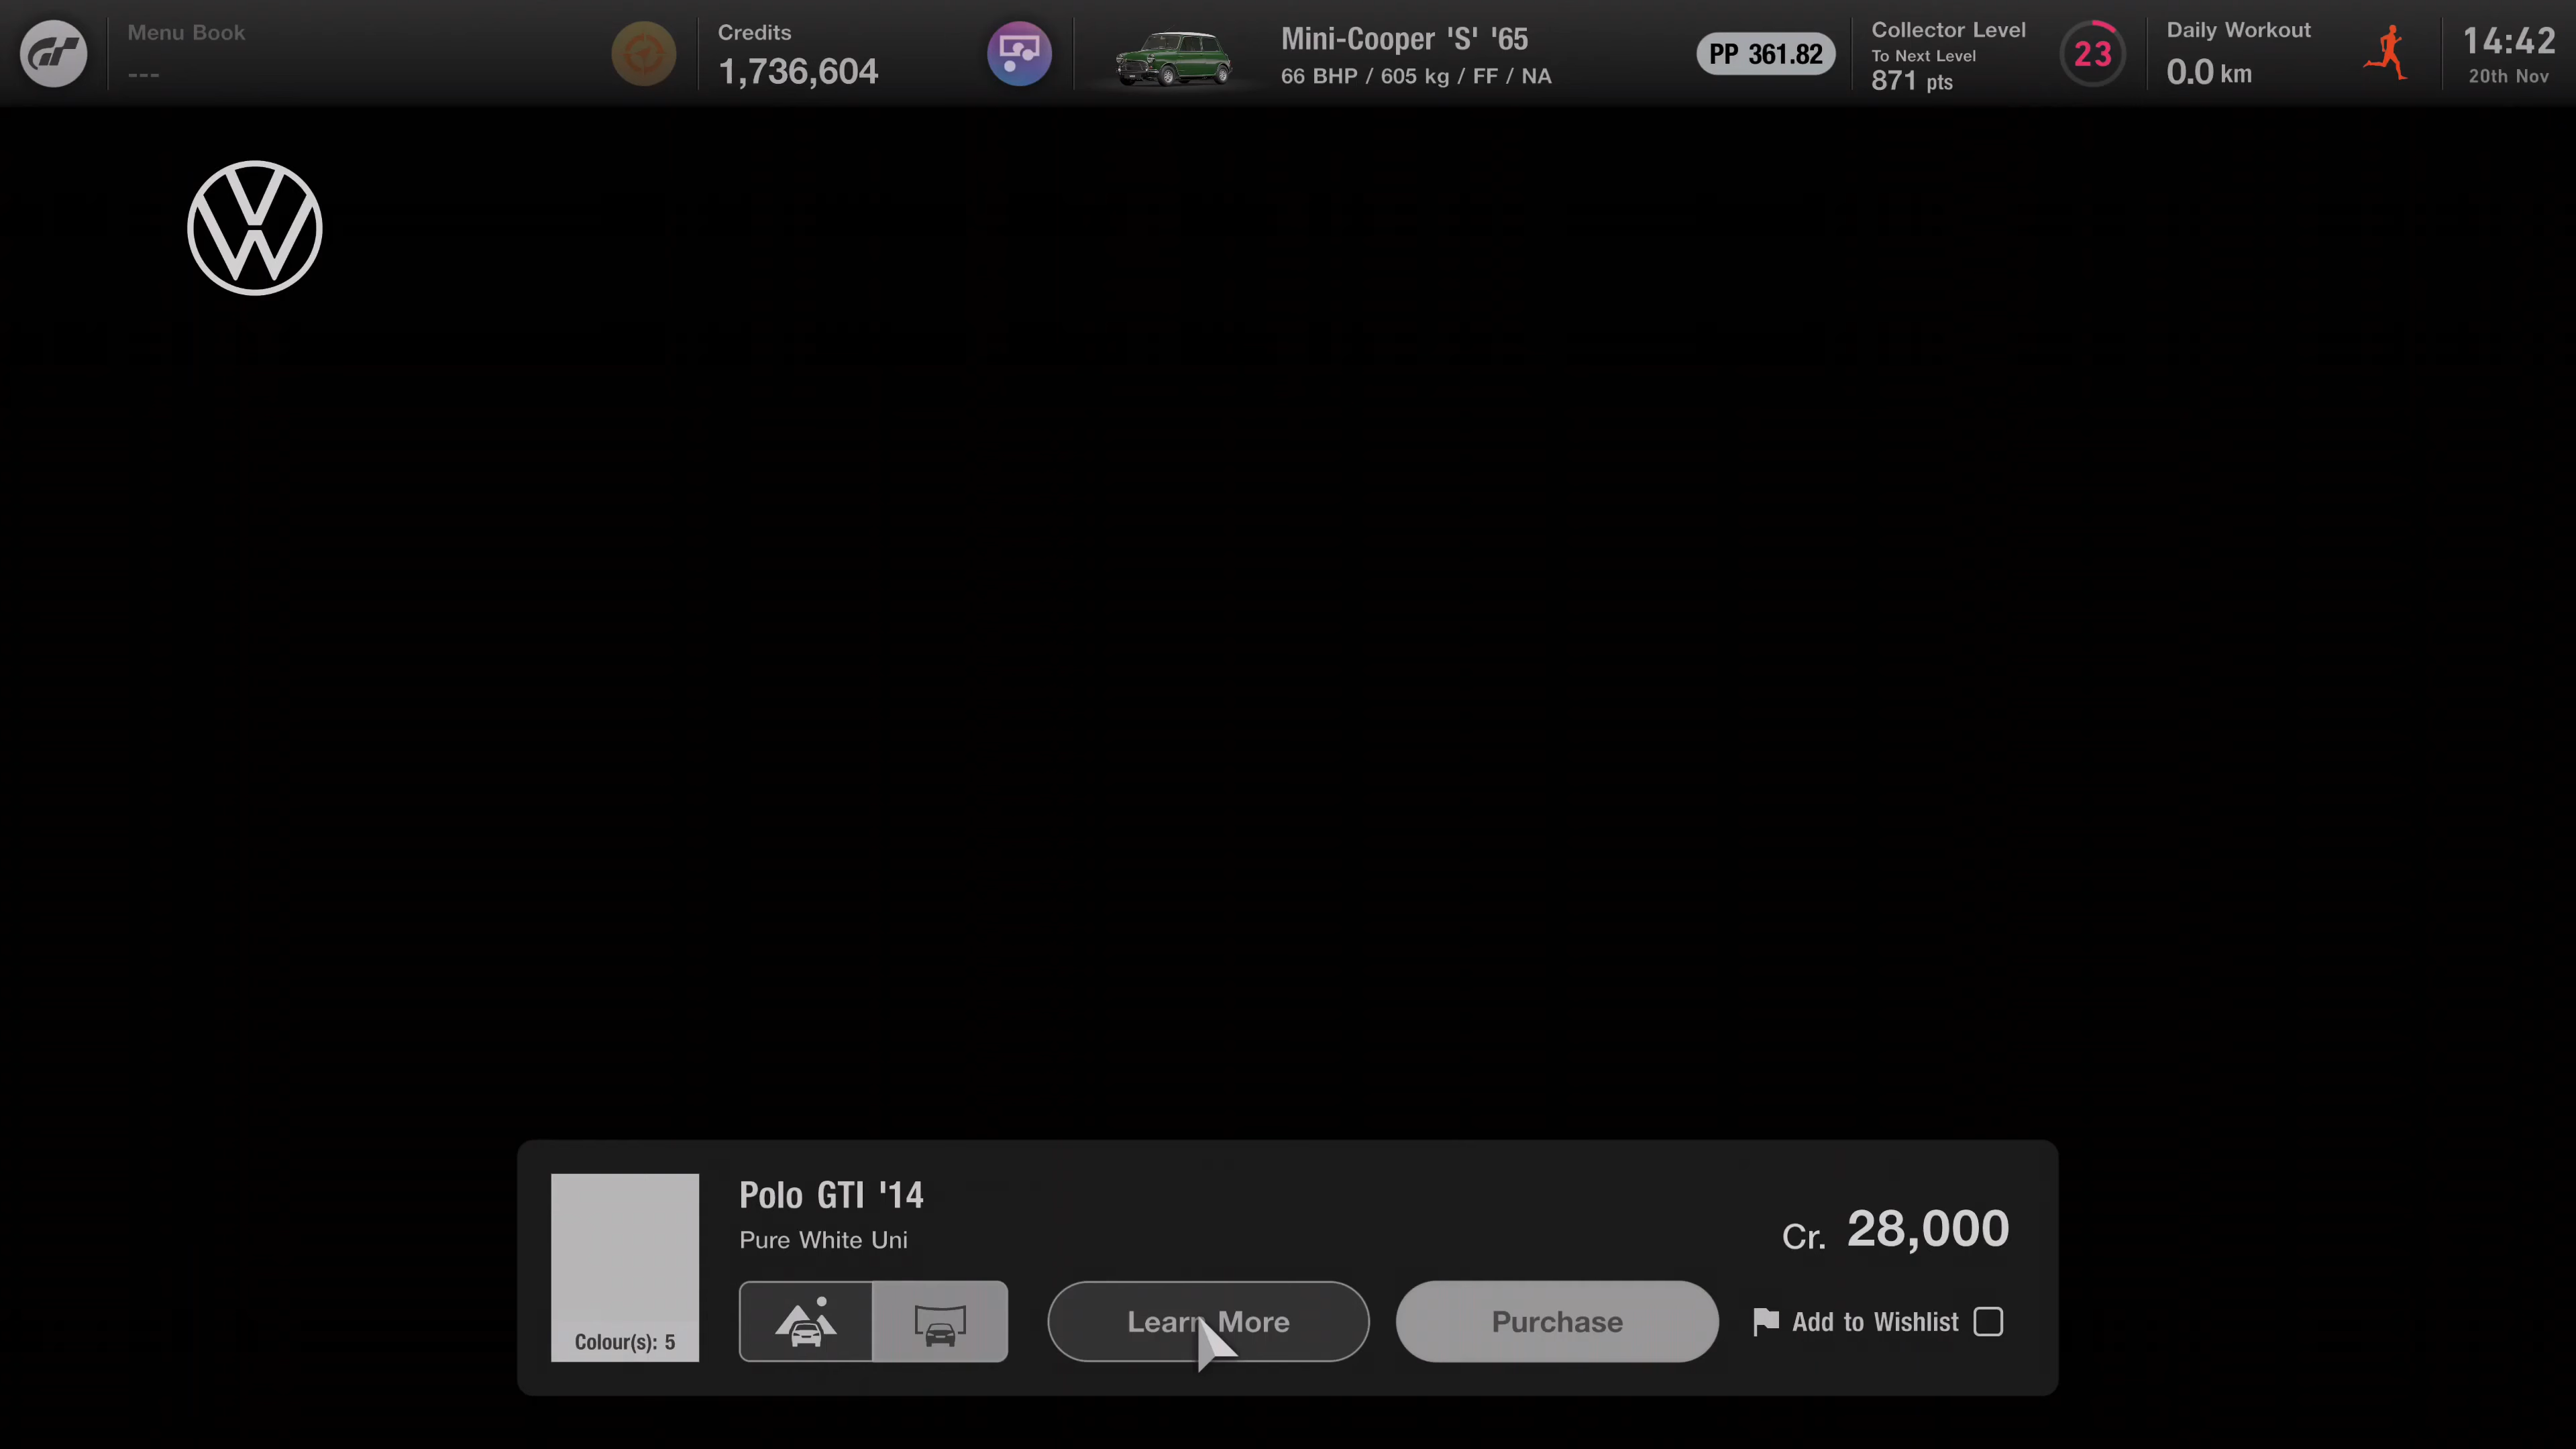 Menu Book
---
Credits
1,736,604
Mini-Cooper 'S' '65
66 BHP / 605 kg / FF / NA
PP 361.82
Collector Level
To Next Level
871 pts
23
Daily Workout
0.0 km
14:42
20th Nov
Polo GTI '14
Pure White Uni
Colour(s): 5
Learn More
Purchase
Cr. 28,000
Add to Wishlist